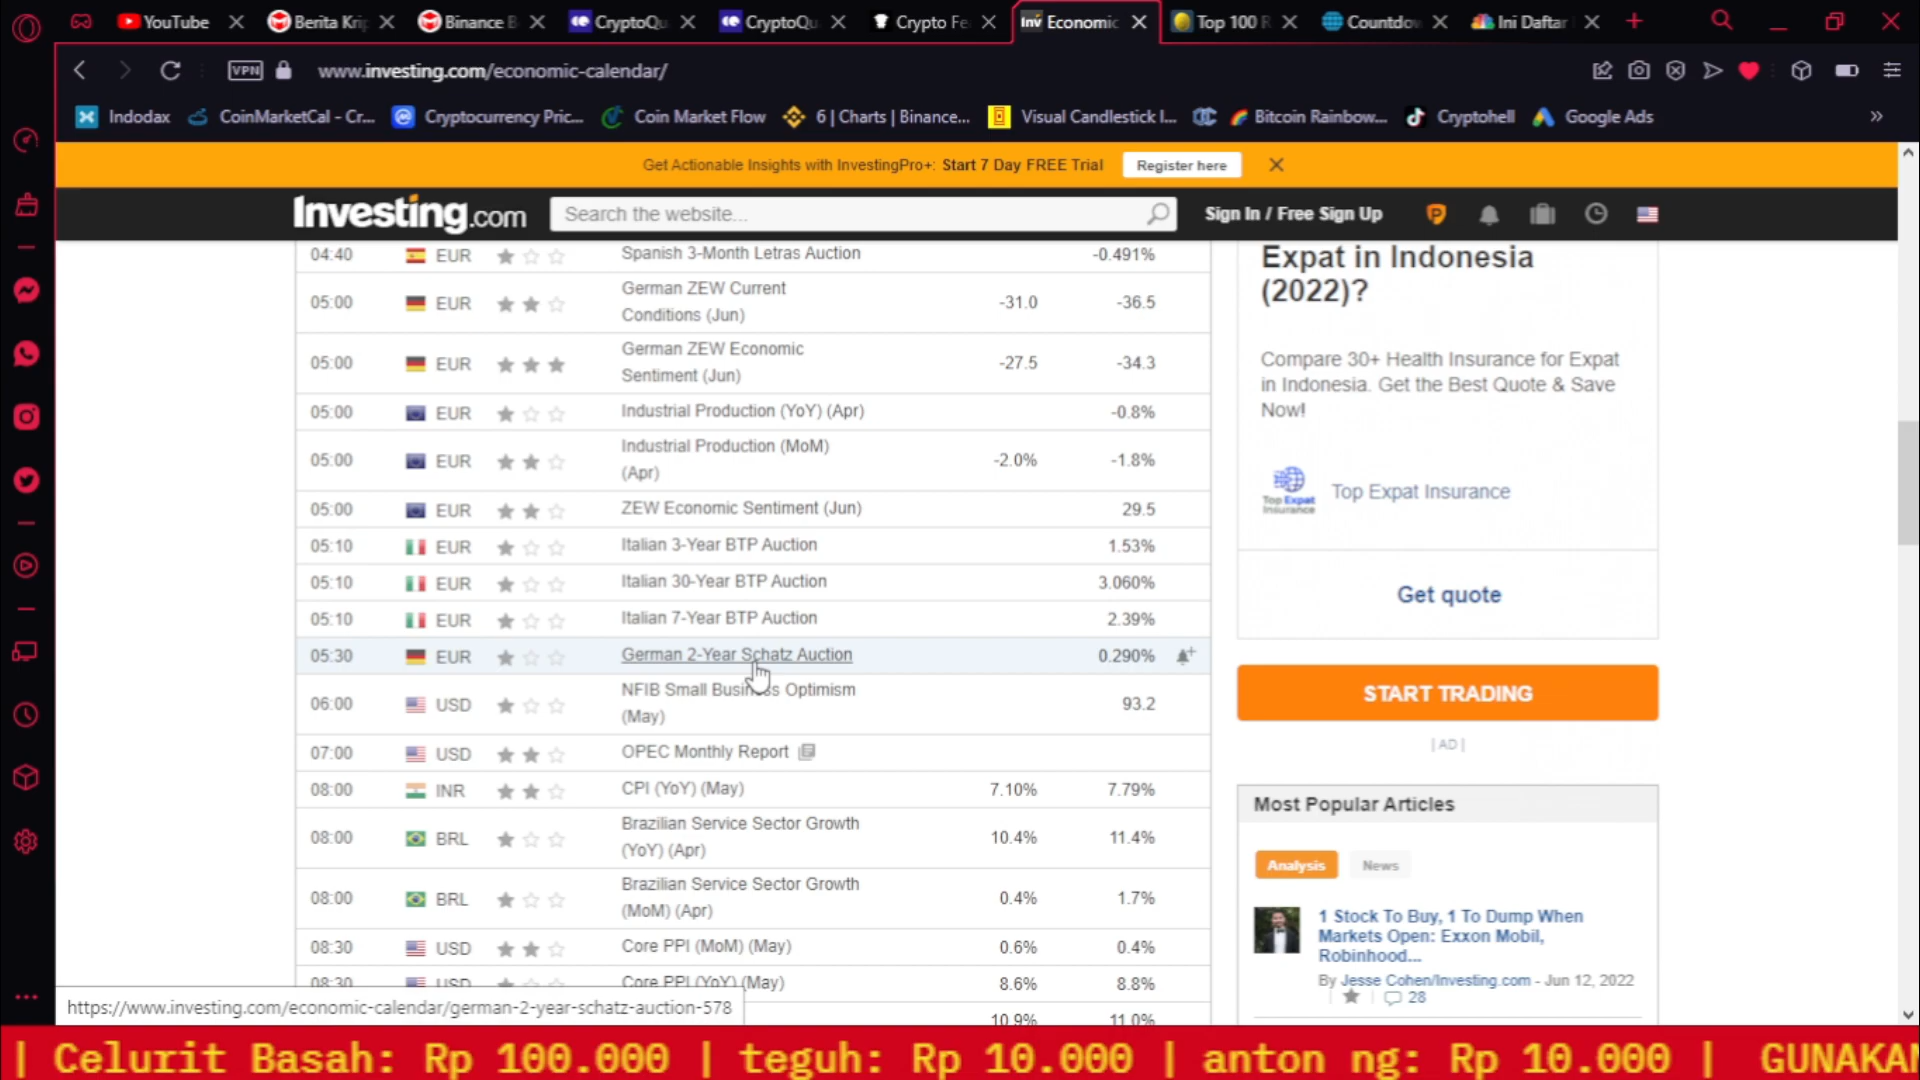 YouTube
Berita Krip
Binance B
CryptoQu
CryptoQu
Crypto Fe
Inv Economic
Top 100 R
Countdow
Ini Daftar
VPN
www.investing.com/economic-calendar/
Indodax
CoinMarketCal - Cr...
Cryptocurrency Pric...
Coin Market Flow
6 | Charts | Binance...
Visual Candlestick I...
Bitcoin Rainbow...
Cryptohell
Google Ads
»
Get Actionable Insights with InvestingPro+: Start 7 Day FREE Trial
Register here
Investing.com
Search the website...
Sign In / Free Sign Up
04:40 EUR Spanish 3-Month Letras Auction -0.491%
05:00 EUR German ZEW Current Conditions (Jun) -31.0 -36.5
05:00 EUR German ZEW Economic Sentiment (Jun) -27.5 -34.3
05:00 EUR Industrial Production (YoY) (Apr) -0.8%
05:00 EUR Industrial Production (MoM) (Apr) -2.0% -1.8%
05:00 EUR ZEW Economic Sentiment (Jun) 29.5
05:10 EUR Italian 3-Year BTP Auction 1.53%
05:10 EUR Italian 30-Year BTP Auction 3.060%
05:10 EUR Italian 7-Year BTP Auction 2.39%
05:30 EUR German 2-Year Schatz Auction 0.290%
06:00 USD NFIB Small Business Optimism (May) 93.2
07:00 USD OPEC Monthly Report
08:00 INR CPI (YoY) (May) 7.10% 7.79%
08:00 BRL Brazilian Service Sector Growth (YoY) (Apr) 10.4% 11.4%
08:00 BRL Brazilian Service Sector Growth (MoM) (Apr) 0.4% 1.7%
08:30 USD Core PPI (MoM) (May) 0.6% 0.4%
08:30 USD Core PPI (YoY) (May) 8.6% 8.8%
10.9% 11.0%
https://www.investing.com/economic-calendar/german-2-year-schatz-auction-578
Expat in Indonesia
(2022)?
Compare 30+ Health Insurance for Expat
in Indonesia. Get the Best Quote & Save
Now!
Top Expat
Insurance
Top Expat Insurance
Get quote
START TRADING
| AD |
Most Popular Articles
Analysis
News
1 Stock To Buy, 1 To Dump When
Markets Open: Exxon Mobil,
Robinhood...
By Jesse Cohen/Investing.com - Jun 12, 2022
28
| Celurit Basah: Rp 100.000 | teguh: Rp 10.000 | anton ng: Rp 10.000 | GUNAKAN